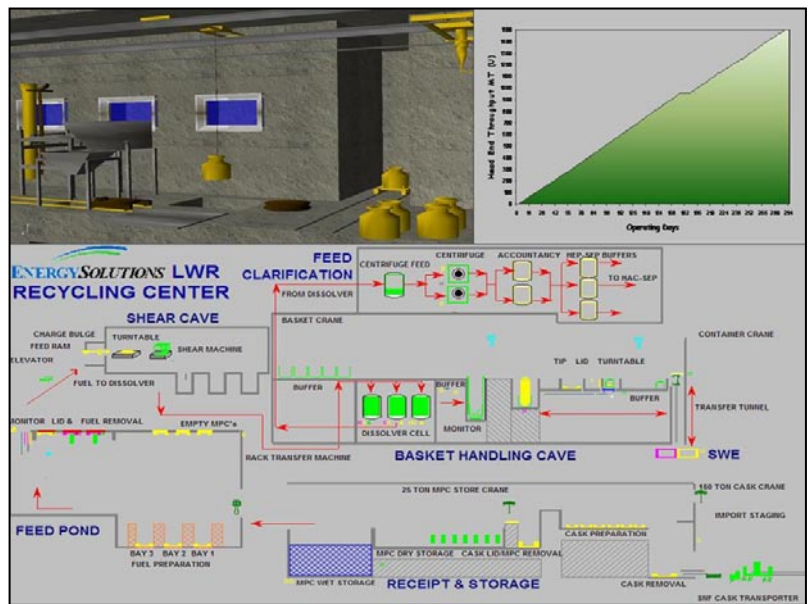 Head End Throughput MT (U)
Operating Days
ENERGYSOLUTIONS LWR
RECYCLING CENTER
FEED
CLARIFICATION
CENTRIFUGE FEED
CENTRIFUGE
ACCOUNTANCY
HEP-SEP BUFFERS
FROM DISSOLVER
TO HAC-SEP
SHEAR CAVE
BASKET CRANE
CONTAINER CRANE
CHARGE BULGE
FEED RAM
ELEVATOR
TURNTABLE
SHEAR MACHINE
TIP LID TURNTABLE
FUEL TO DISSOLVER
BUFFER
BUFFER
BUFFER
TRANSFER TUNNEL
MONITOR LID & FUEL REMOVAL
EMPTY MPC's
DISSOLVER CELL
MONITOR
RACK TRANSFER MACHINE
BASKET HANDLING CAVE
SWE
25 TON MPC STORE CRANE
150 TON CASK CRANE
IMPORT STAGING
FEED POND
CASK PREPARATION
BAY 3 BAY 2 BAY 1
FUEL PREPARATION
MPC DRY STORAGE
CASK LID/MPC REMOVAL
MPC WET STORAGE
RECEIPT & STORAGE
CASK REMOVAL
SNF CASK TRANSPORTER